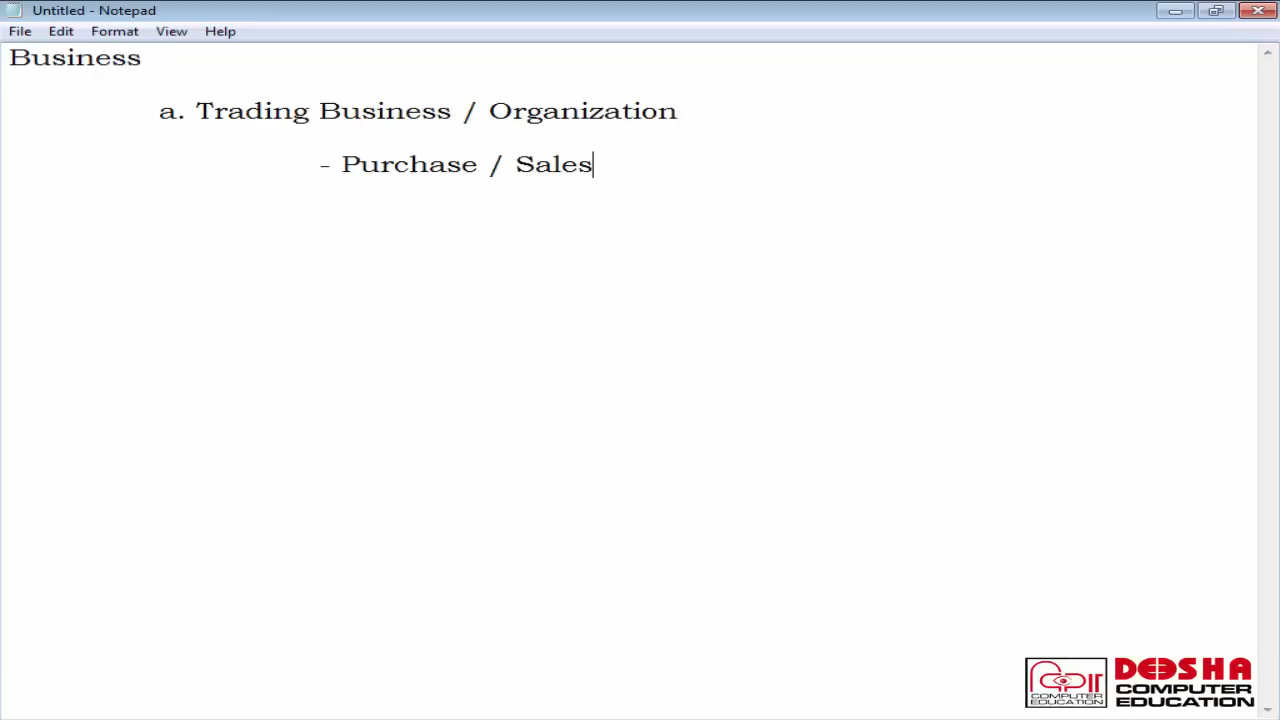 Untitled - Notepad
File Edit Format View Help
Business
a. Trading Business / Organization
- Purchase / Sales
DEESHA
COMPUTER
EDUCATION
COMPUTER
EDUCATION